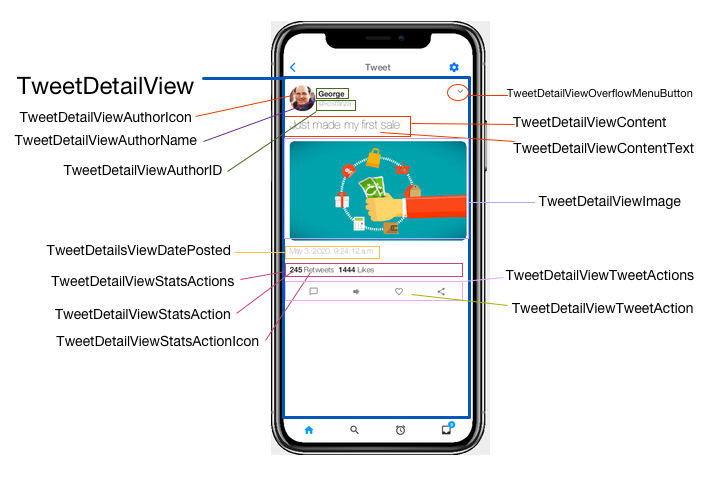 Tweet
TweetDetailView
George
@kostanza
TweetDetailViewOverflowMenuButton
TweetDetailViewAuthorIcon
TweetDetailViewContent
Just made my first sale
TweetDetailViewAuthorName
TweetDetailViewContentText
TweetDetailViewAuthorID
TweetDetailViewImage
TweetDetailsViewDatePosted
May 3, 2020, 9:24:12 a.m.
245 Retweets 1444 Likes
TweetDetailViewStatsActions
TweetDetailViewTweetActions
TweetDetailViewStatsAction
TweetDetailViewTweetAction
TweetDetailViewStatsActionIcon